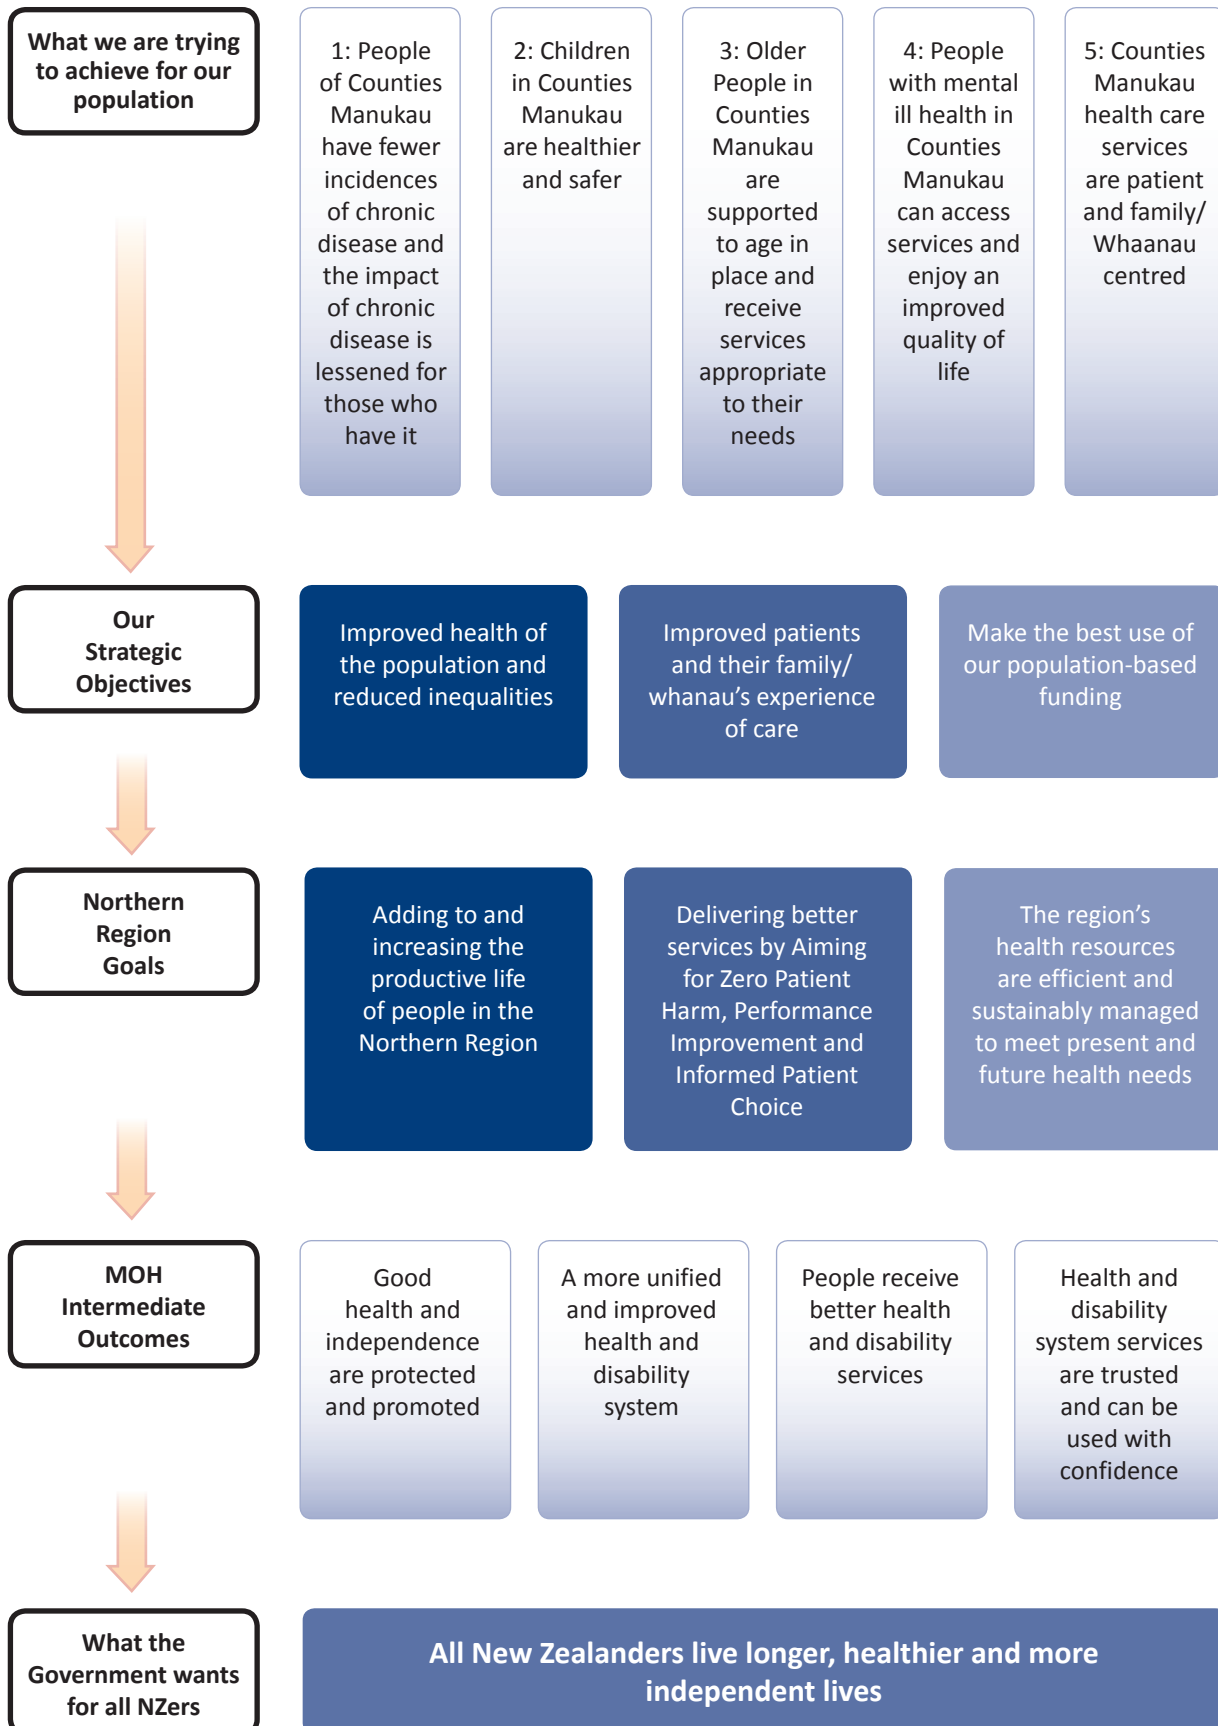 What we are trying
to achieve for our
population
1: People
of Counties
Manukau
have fewer
incidences
of chronic
disease and
the impact
of chronic
disease is
lessened for
those who
have it
2: Children
in Counties
Manukau
are healthier
and safer
3: Older
People in
Counties
Manukau
are
supported
to age in
place and
receive
services
appropriate
to their
needs
4: People
with mental
ill health in
Counties
Manukau
can access
services and
enjoy an
improved
quality of
life
5: Counties
Manukau
health care
services
are patient
and family/
Whaanau
centred
Our
Strategic
Objectives
Improved health of
the population and
reduced inequalities
Improved patients
and their family/
whanau’s experience
of care
Make the best use of
our population-based
funding
Northern
Region
Goals
Adding to and
increasing the
productive life
of people in the
Northern Region
Delivering better
services by Aiming
for Zero Patient
Harm, Performance
Improvement and
Informed Patient
Choice
The region’s
health resources
are efficient and
sustainably managed
to meet present and
future health needs
MOH
Intermediate
Outcomes
Good
health and
independence
are protected
and promoted
A more unified
and improved
health and
disability
system
People receive
better health
and disability
services
Health and
disability
system services
are trusted
and can be
used with
confidence
What the
Government wants
for all NZers
All New Zealanders live longer, healthier and more
independent lives